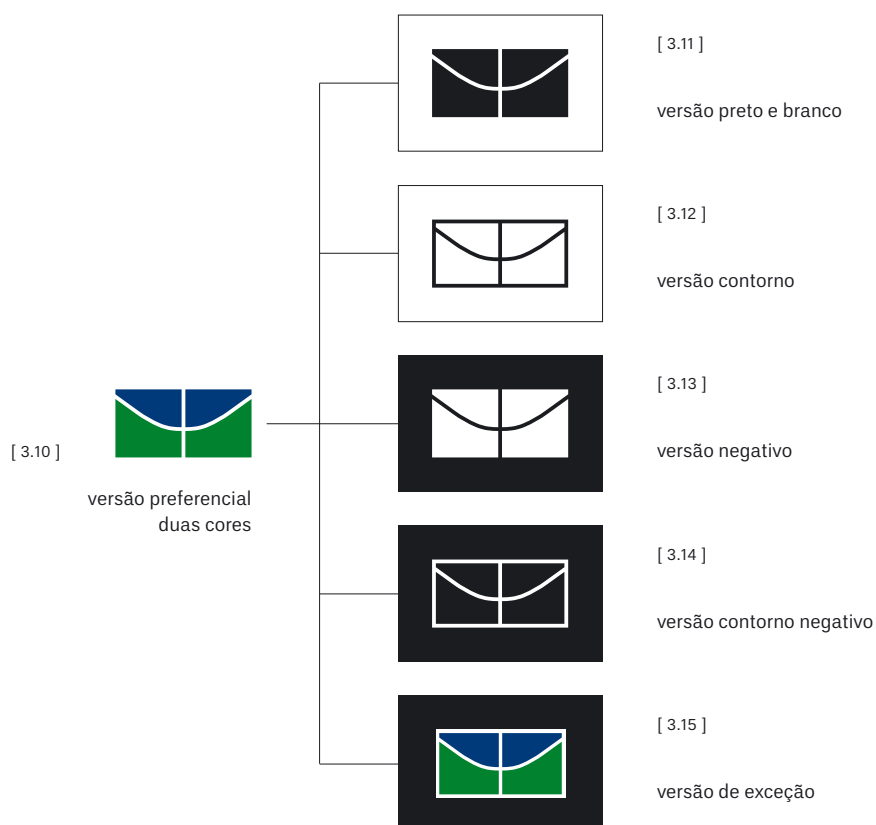 [ 3.11 ]
versão preto e branco
[ 3.12 ]
versão contorno
[ 3.13 ]
versão negativo
[ 3.10 ]
versão preferencial
duas cores
[ 3.14 ]
versão contorno negativo
[ 3.15 ]
versão de exceção